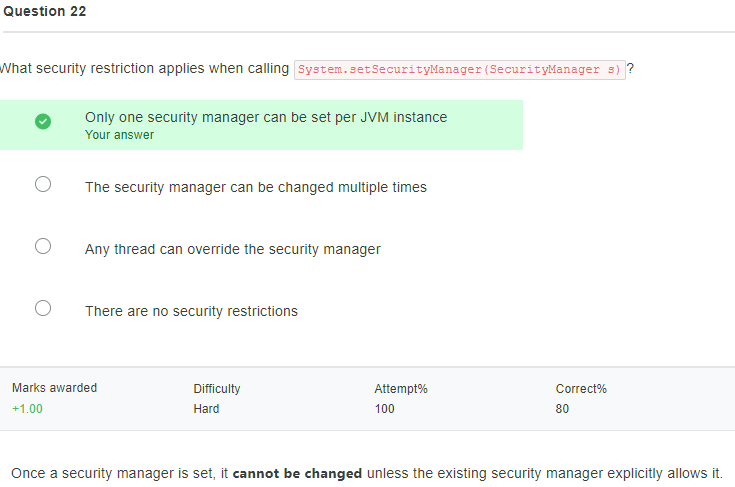 Question 22
What security restriction applies when calling System.setSecurityManager(SecurityManager s)?
Only one security manager can be set per JVM instance
Your answer
The security manager can be changed multiple times
Any thread can override the security manager
There are no security restrictions
Marks awarded Difficulty Attempt% Correct%
+1.00 Hard 100 80
Once a security manager is set, it cannot be changed unless the existing security manager explicitly allows it.